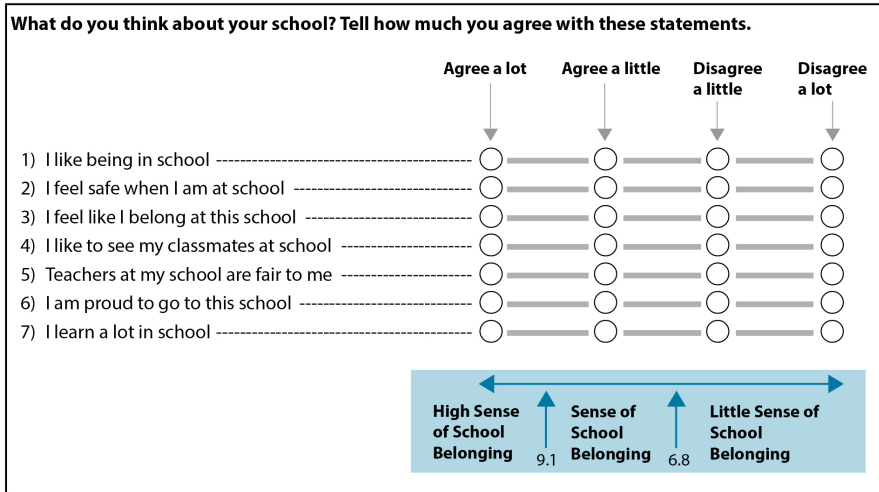 What do you think about your school? Tell how much you agree with these statements.
Agree a lot
Agree a little
Disagree
a little
Disagree
a lot
1) I like being in school
2) I feel safe when I am at school
3) I feel like I belong at this school
4) I like to see my classmates at school
5) Teachers at my school are fair to me
6) I am proud to go to this school
7) I learn a lot in school
High Sense
of School
Belonging
9.1
Sense of
School
Belonging
6.8
Little Sense of
School
Belonging